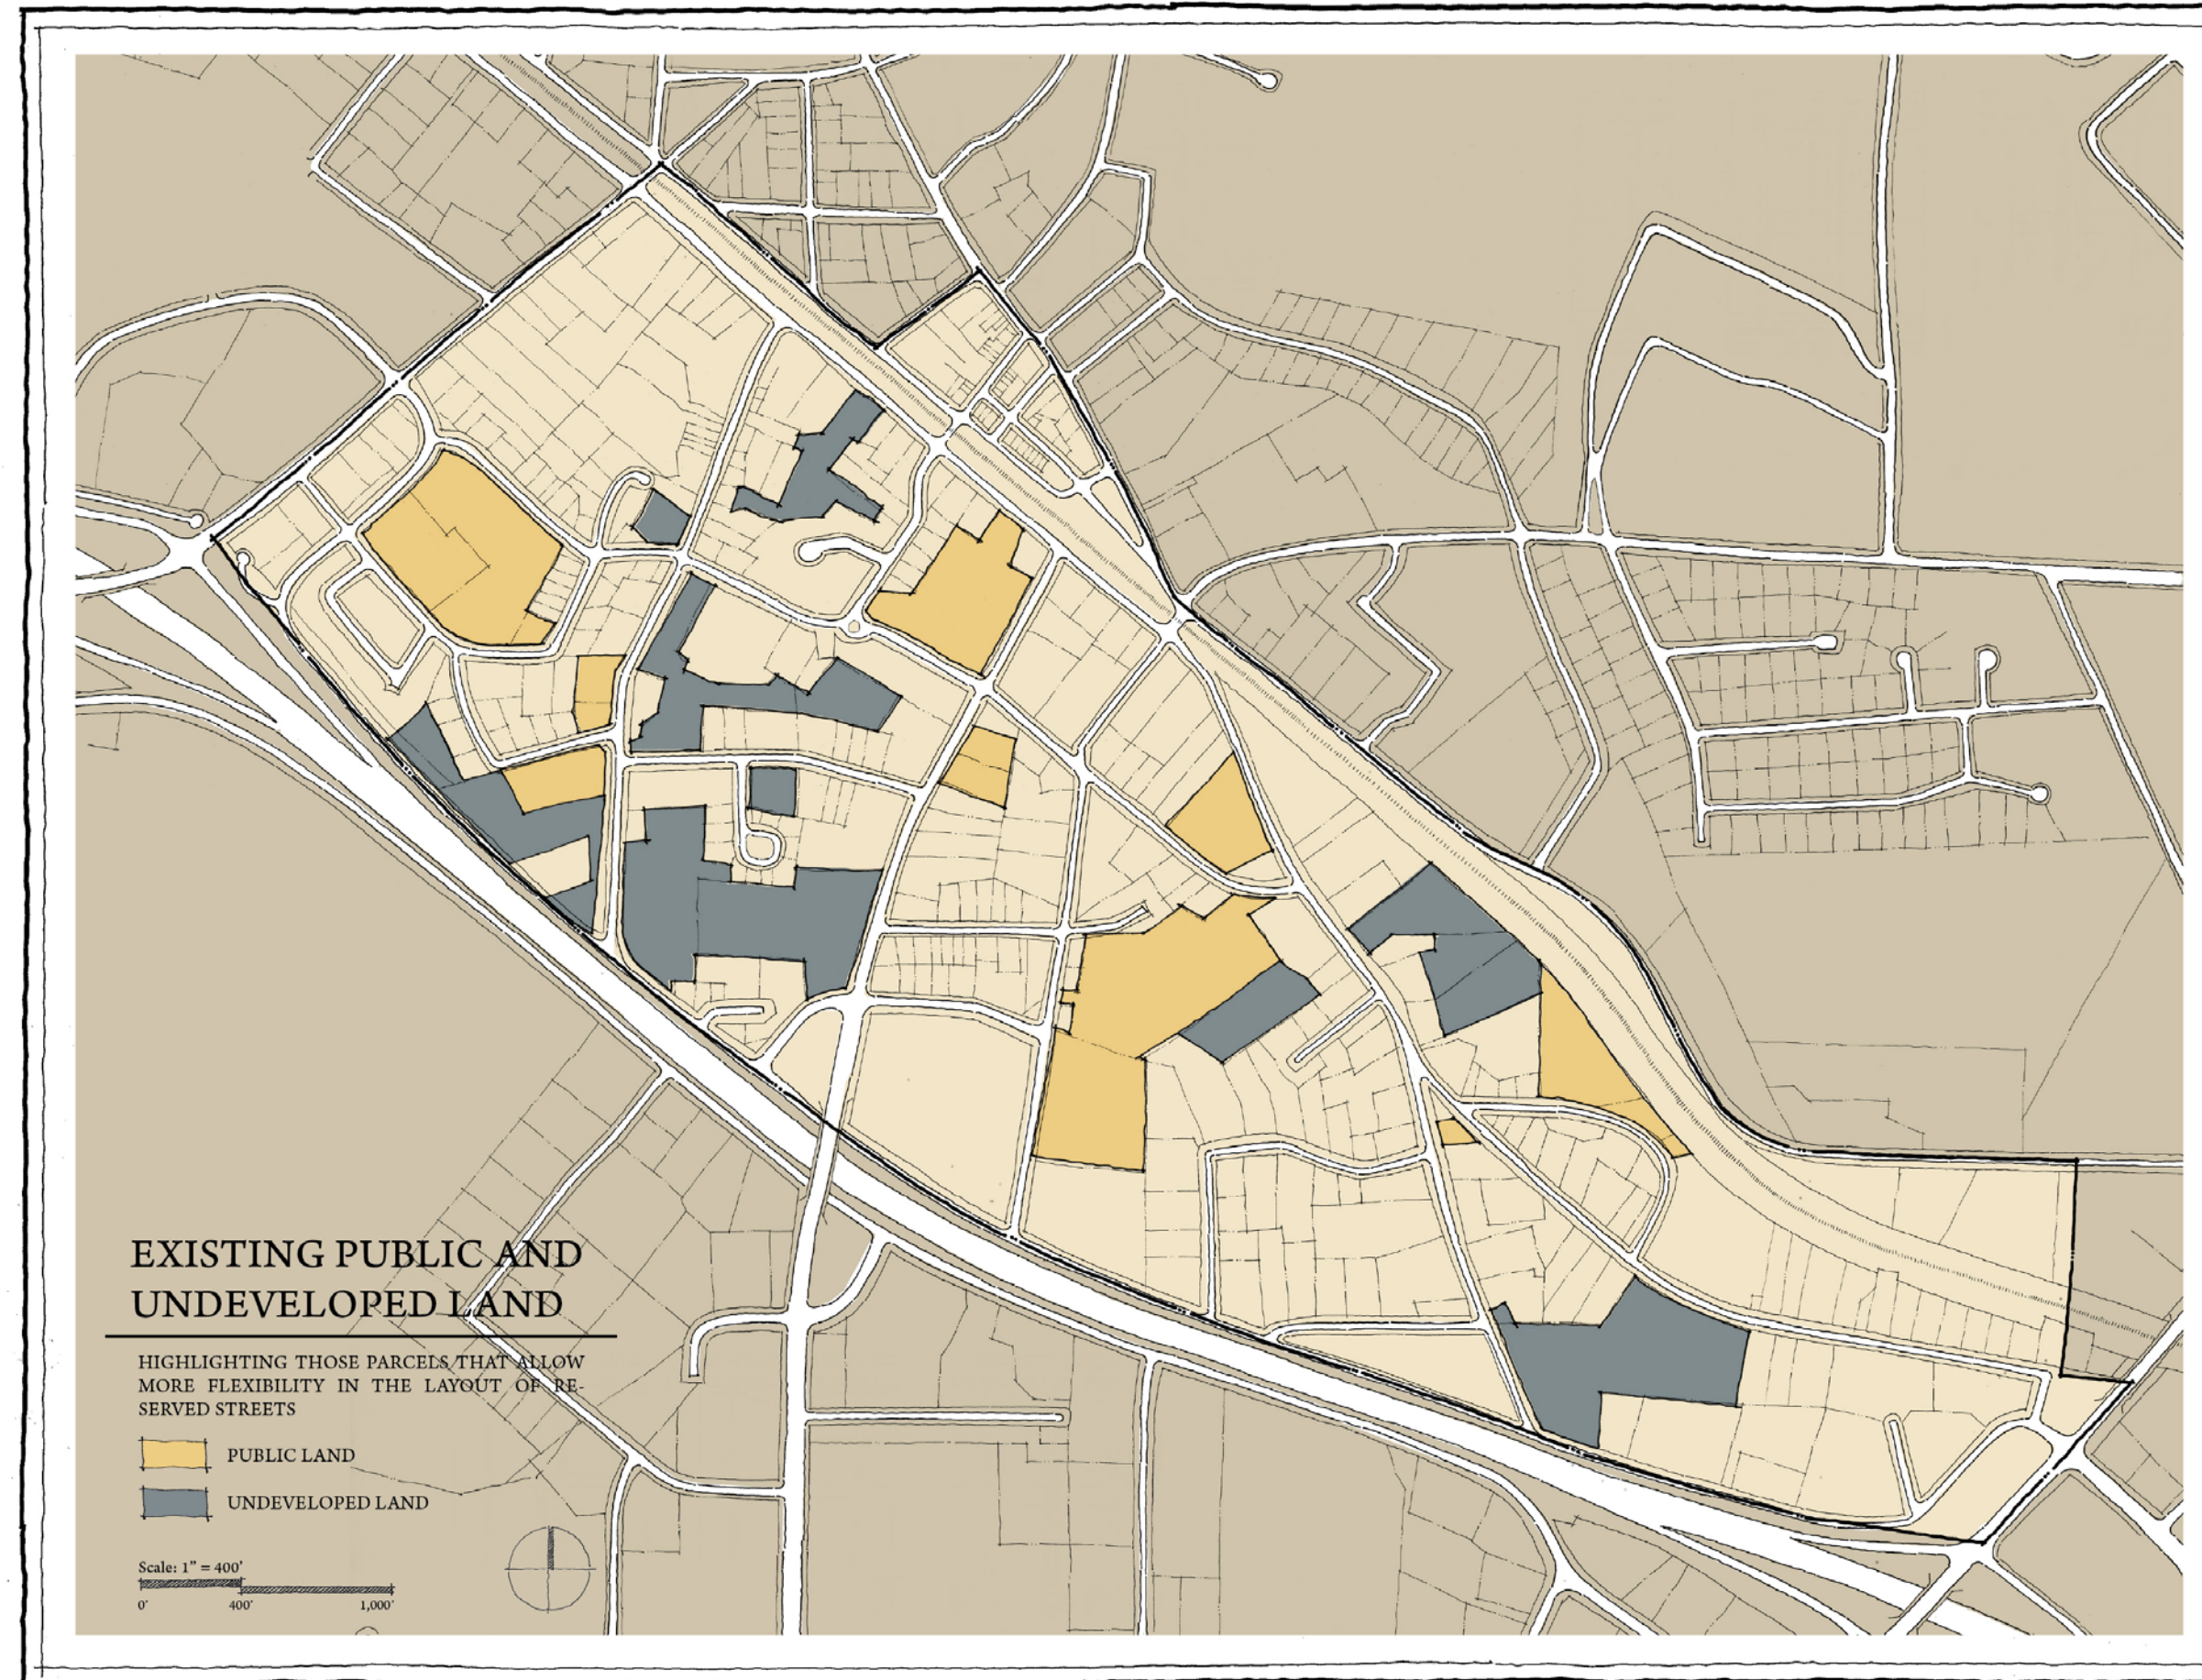 EXISTING PUBLIC AND
UNDEVELOPED LAND
HIGHLIGHTING THOSE PARCELS THAT ALLOW
MORE FLEXIBILITY IN THE LAYOUT OF RE-
SERVED STREETS
PUBLIC LAND
UNDEVELOPED LAND
Scale: 1" = 400'
0' 400' 1,000'